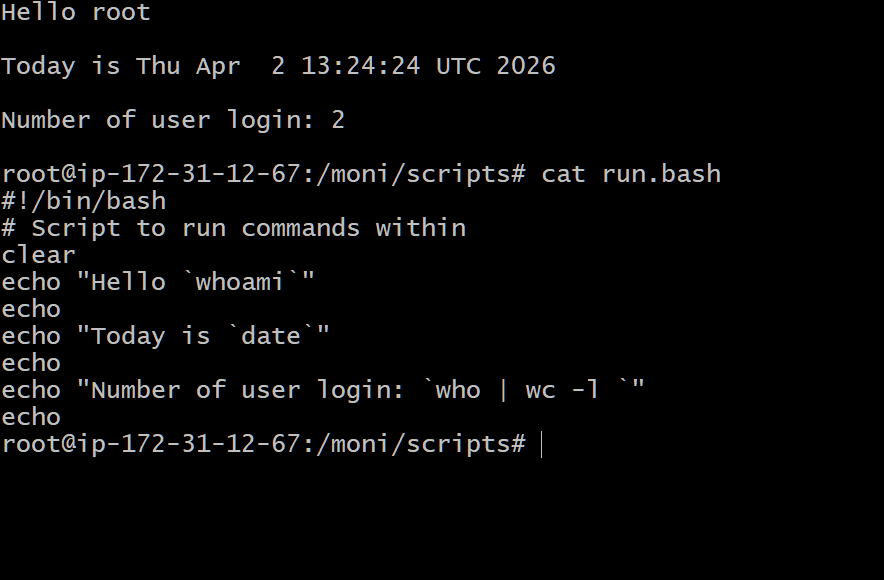 Hello root
Today is Thu Apr  2 13:24:24 UTC 2026
Number of user login: 2
root@ip-172-31-12-67:/moni/scripts# cat run.bash
#!/bin/bash
# Script to run commands within
clear
echo "Hello `whoami`"
echo
echo "Today is `date`"
echo
echo "Number of user login: `who | wc -l `"
echo
root@ip-172-31-12-67:/moni/scripts#